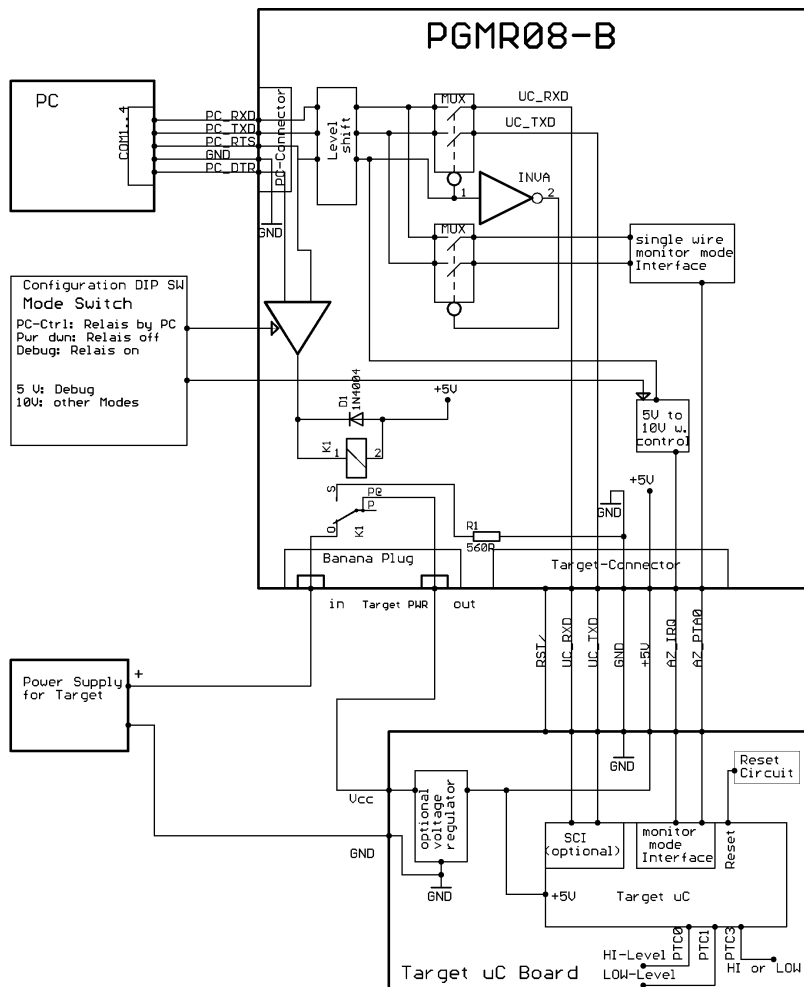 PGMR08-B
PC
COM1..4
PC_RXD
PC_TXD
PC_RTS
GND
PC_DTR
PC-Connector
GND
Level
shift
MUX
UC_RXD
UC_TXD
1
INVA
2
MUX
single wire
monitor mode
Interface
Configuration DIP SW
Mode Switch
PC-Ctrl: Relais by PC
Pwr dwn: Relais off
Debug: Relais on
5 V: Debug
10V: other Modes
D1
1N4004
+5V
K1
1
2
5V to
10V w.
control
S
PC
P
O
K1
R1
560R
GND
+5V
Banana Plug
Target-Connector
in
Target PWR
out
RST/
UC_RXD
UC_TXD
GND
+5V
AZ_IRQ
AZ_PTA0
Power Supply
for Target
+
GND
Reset
Circuit
Vcc
GND
optional
voltage
regulator
GND
SCI
(optional)
monitor
mode
Interface
Reset
+5V
Target uC
PTC0
PTC1
PTC3
HI-Level
LOW-Level
HI or LOW
Target uC Board